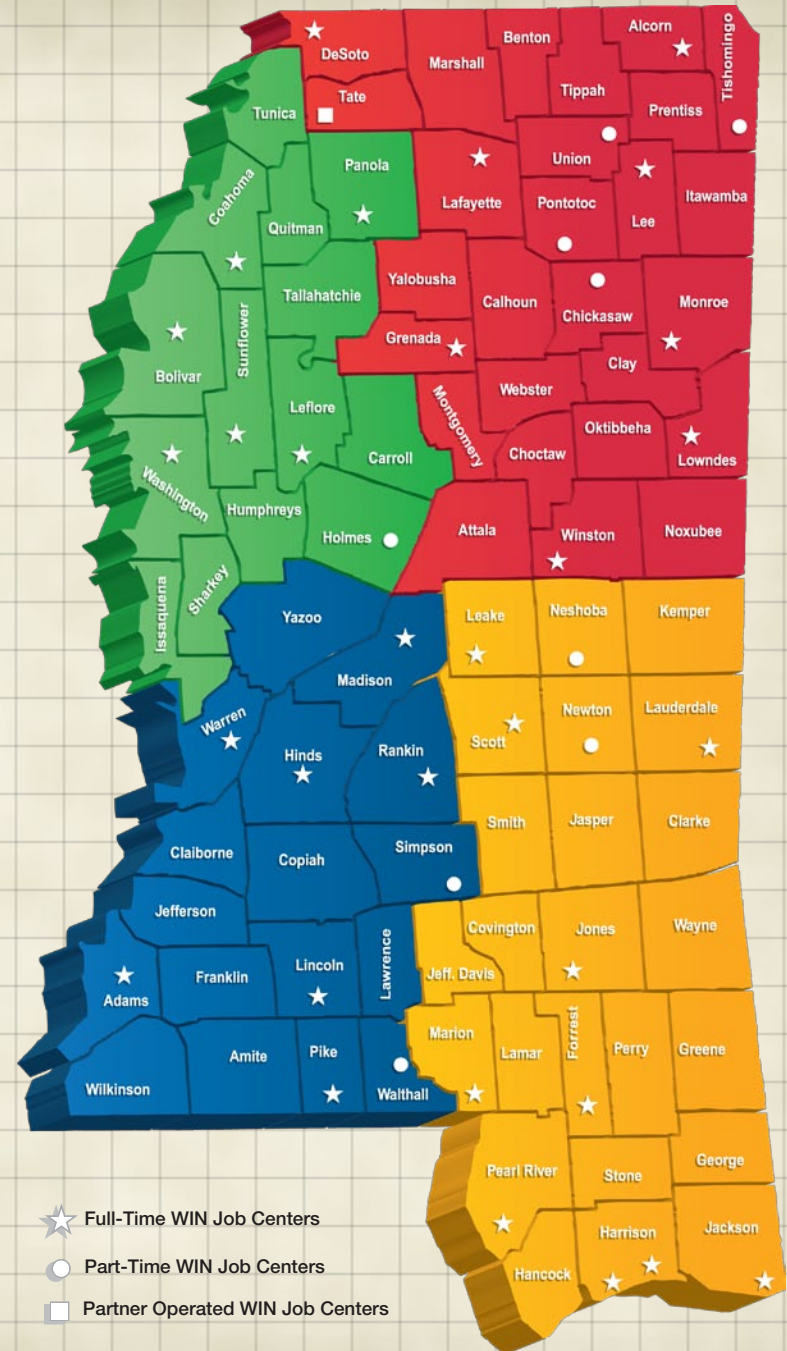 DeSoto
Marshall
Benton
Alcorn
Tishomingo
Tippah
Prentiss
Tate
Tunica
Panola
Union
Lafayette
Pontotoc
Lee
Itawamba
Coahoma
Quitman
Yalobusha
Calhoun
Chickasaw
Monroe
Tallahatchie
Sunflower
Grenada
Clay
Bolivar
Leflore
Montgomery
Webster
Oktibbeha
Choctaw
Lowndes
Carroll
Washington
Humphreys
Holmes
Attala
Winston
Noxubee
Issaquena
Sharkey
Yazoo
Leake
Neshoba
Kemper
Madison
Warren
Hinds
Rankin
Scott
Newton
Lauderdale
Smith
Jasper
Clarke
Claiborne
Copiah
Simpson
Jefferson
Lawrence
Covington
Jones
Wayne
Jeff. Davis
Adams
Franklin
Lincoln
Marion
Lamar
Forrest
Perry
Greene
Wilkinson
Amite
Pike
Walthall
Pearl River
Stone
George
Hancock
Harrison
Jackson
Full-Time WIN Job Centers
Part-Time WIN Job Centers
Partner Operated WIN Job Centers